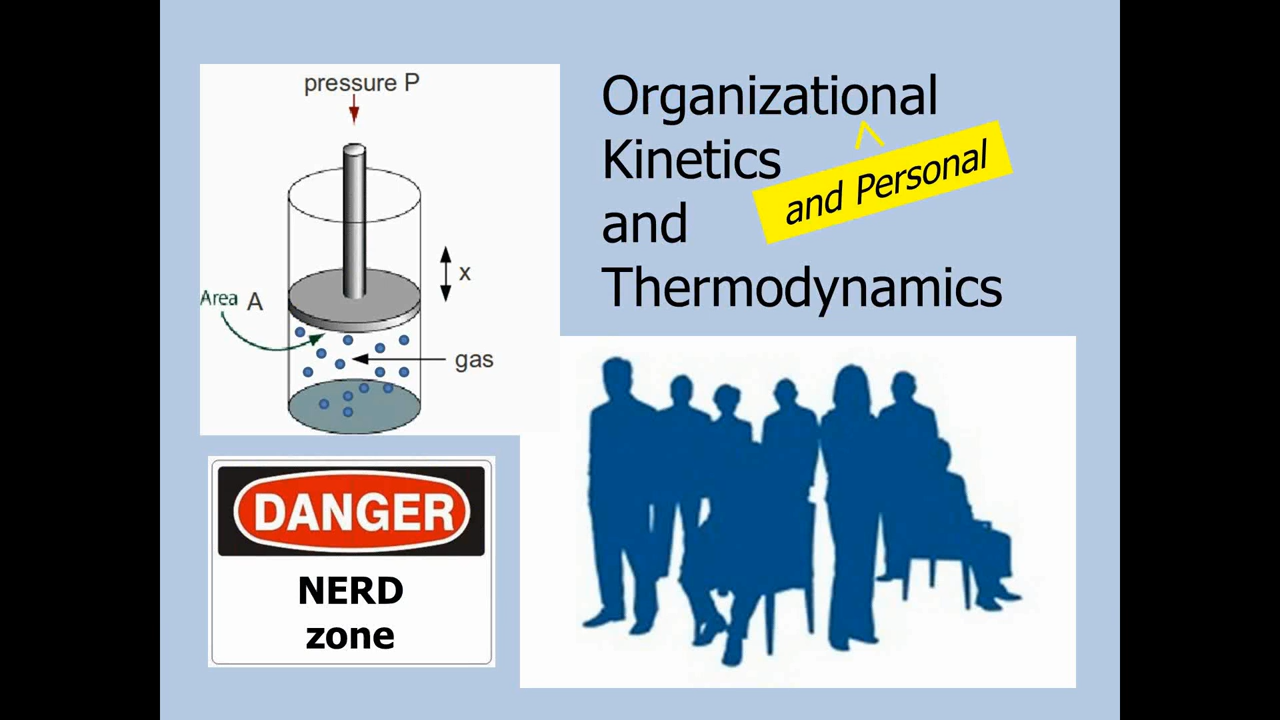 pressure P
x
Area A
gas
Organizational
Kinetics
and Personal
and
Thermodynamics
DANGER
NERD
zone